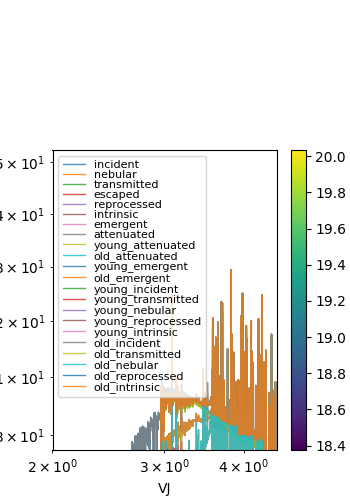 incident
nebular
transmitted
escaped
reprocessed
intrinsic
emergent
attenuated
young_attenuated
old_attenuated
young_emergent
old_emergent
young_incident
young_transmitted
young_nebular
young_reprocessed
young_intrinsic
old_incident
old_transmitted
old_nebular
old_reprocessed
old_intrinsic
2 × 10⁰
3 × 10⁰
4 × 10⁰
VJ
20.0
19.8
19.6
19.4
19.2
19.0
18.8
18.6
18.4